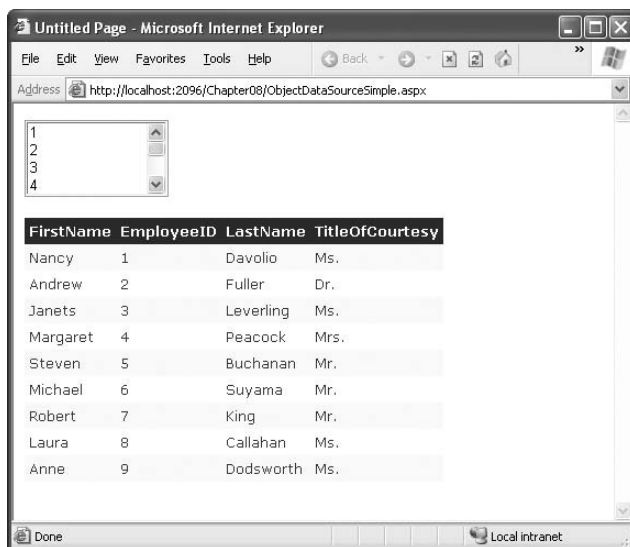 Untitled Page - Microsoft Internet Explorer
File Edit View Favorites Tools Help Back »
Address http://localhost:2096/Chapter08/ObjectDataSourceSimple.aspx
1
2
3
4
FirstName EmployeeID LastName TitleOfCourtesy
Nancy 1 Davolio Ms.
Andrew 2 Fuller Dr.
Janets 3 Leverling Ms.
Margaret 4 Peacock Mrs.
Steven 5 Buchanan Mr.
Michael 6 Suyama Mr.
Robert 7 King Mr.
Laura 8 Callahan Ms.
Anne 9 Dodsworth Ms.
Done Local intranet